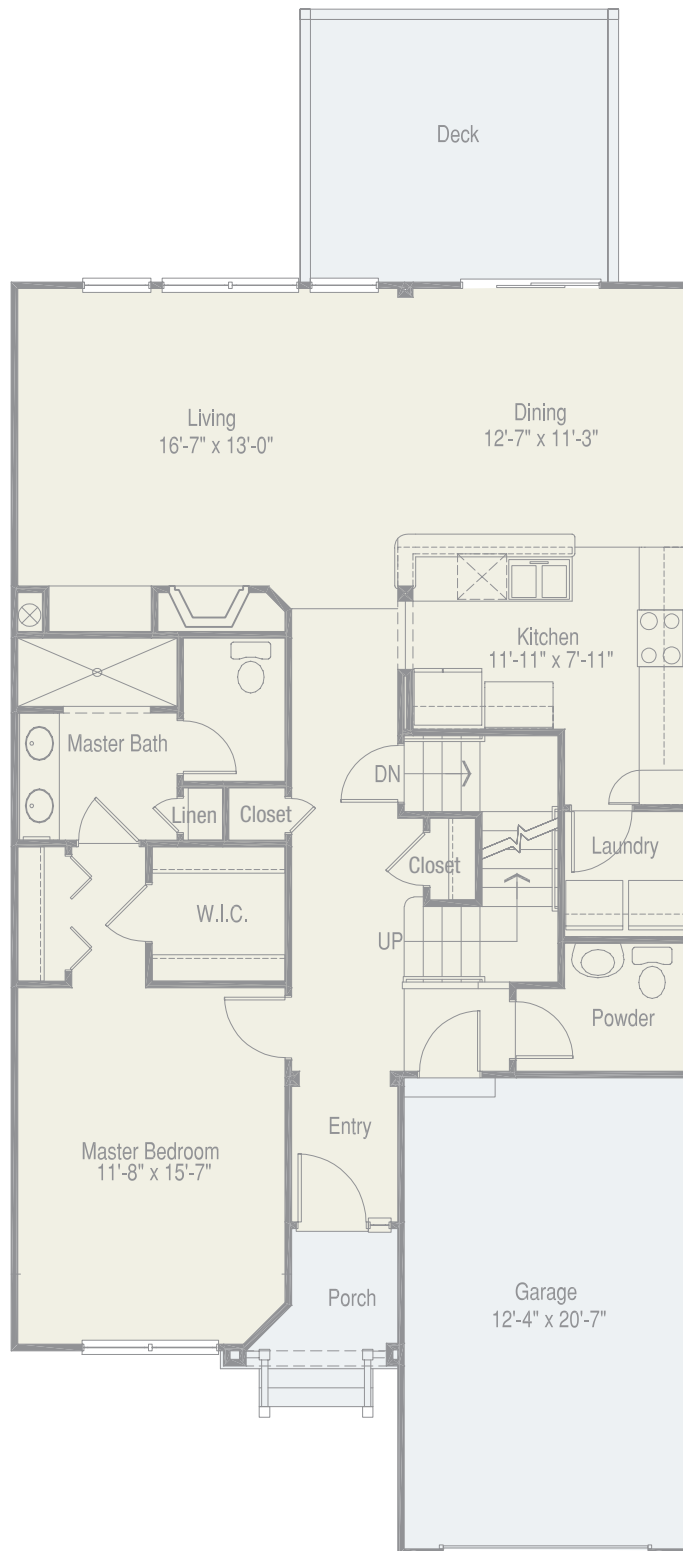 Deck
Living
16'-7" x 13'-0"
Dining
12'-7" x 11'-3"
Kitchen
11'-11" x 7'-11"
Master Bath
DN
Linen
Closet
Laundry
Closet
W.I.C.
UP
Powder
Entry
Master Bedroom
11'-8" x 15'-7"
Porch
Garage
12'-4" x 20'-7"